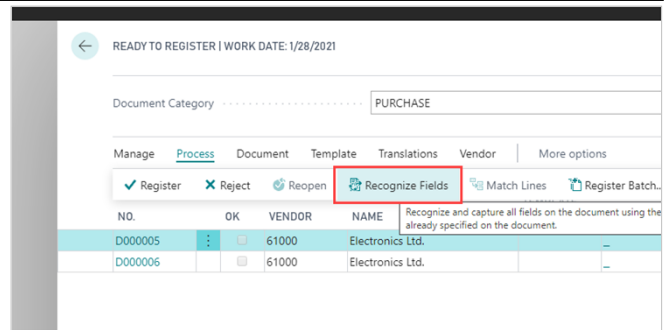 READY TO REGISTER | WORK DATE: 1/28/2021
Document Category PURCHASE
Manage Process Document Template Translations Vendor More options
Register Reject Reopen Recognize Fields Match Lines Register Batch...
NO. OK VENDOR NAME
Recognize and capture all fields on the document using the
already specified on the document.
D000005 61000 Electronics Ltd. _
D000006 61000 Electronics Ltd. _